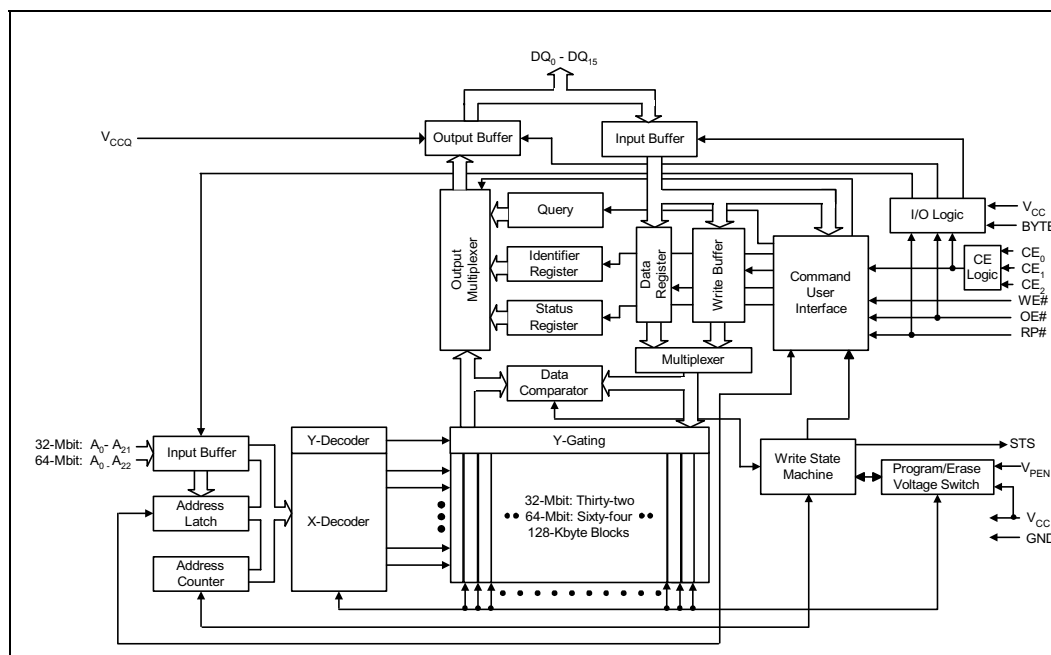 DQ0 - DQ15
VCCQ
Output Buffer
Input Buffer
Output
Multiplexer
Query
Identifier
Register
Status
Register
Data
Register
Write Buffer
Command
User
Interface
I/O Logic
CE
Logic
VCC
BYTE
CE0
CE1
CE2
WE#
OE#
RP#
Multiplexer
Data
Comparator
32-Mbit: A0- A21
64-Mbit: A0 - A22
Input Buffer
Address
Latch
Address
Counter
Y-Decoder
X-Decoder
Y-Gating
32-Mbit: Thirty-two
64-Mbit: Sixty-four
128-Kbyte Blocks
Write State
Machine
Program/Erase
Voltage Switch
STS
VPEN
VCC
GND